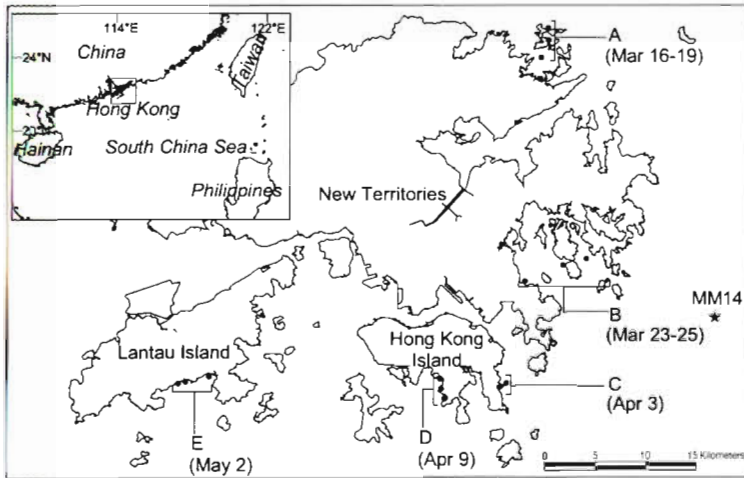 114°E
122°E
China
24°N
Taiwan
Hong Kong
Hainan
South China Sea
Philippines
A
(Mar 16-19)
New Territories
MM14
B
(Mar 23-25)
Lantau Island
Hong Kong
Island
C
(Apr 3)
D
(Apr 9)
E
(May 2)
0 5 10 15 Kilometers